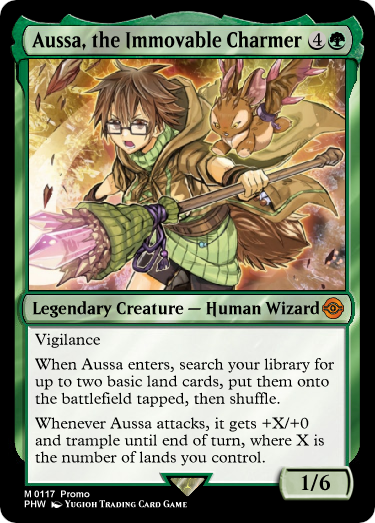 Aussa, the Immovable Charmer 4
Legendary Creature — Human Wizard
Vigilance
When Aussa enters, search your library for
up to two basic land cards, put them onto
the battlefield tapped, then shuffle.
Whenever Aussa attacks, it gets +X/+0
and trample until end of turn, where X is
the number of lands you control.
1/6
M 0117 Promo
PHW Yugioh Trading Card Game